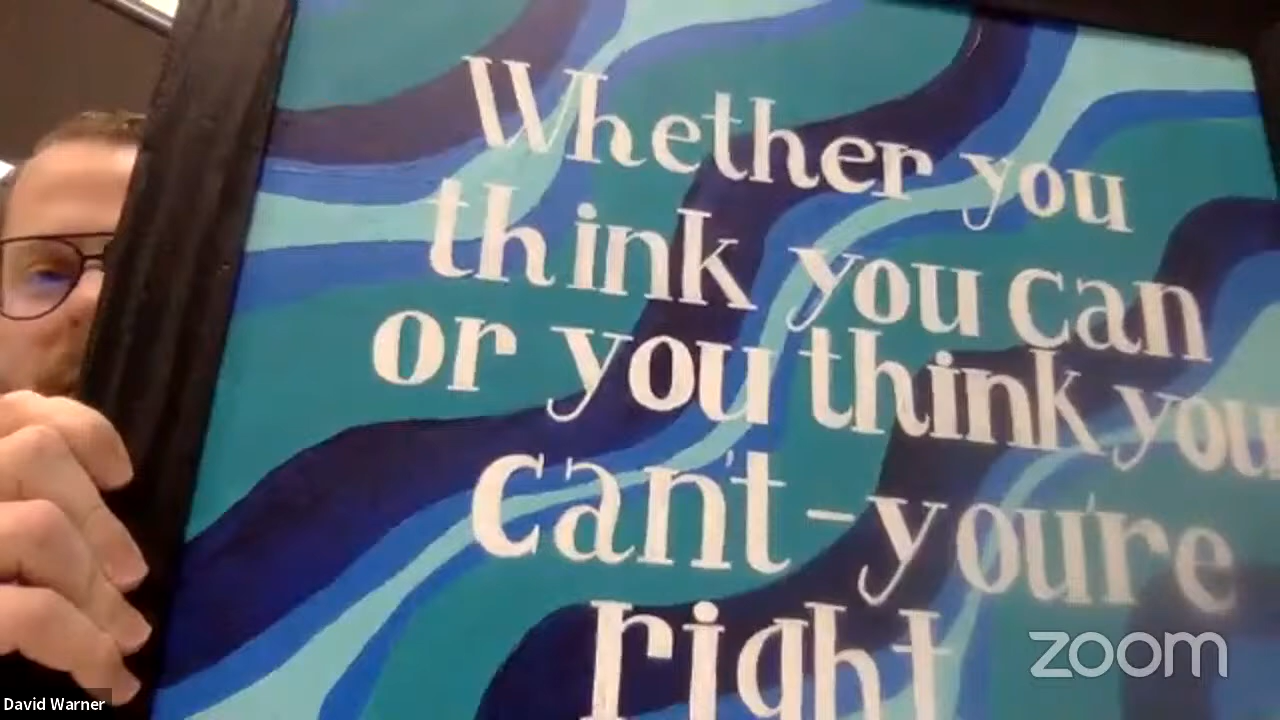 Whether you
think you can
or you think you
can't - you're
right
zoom
David Warner